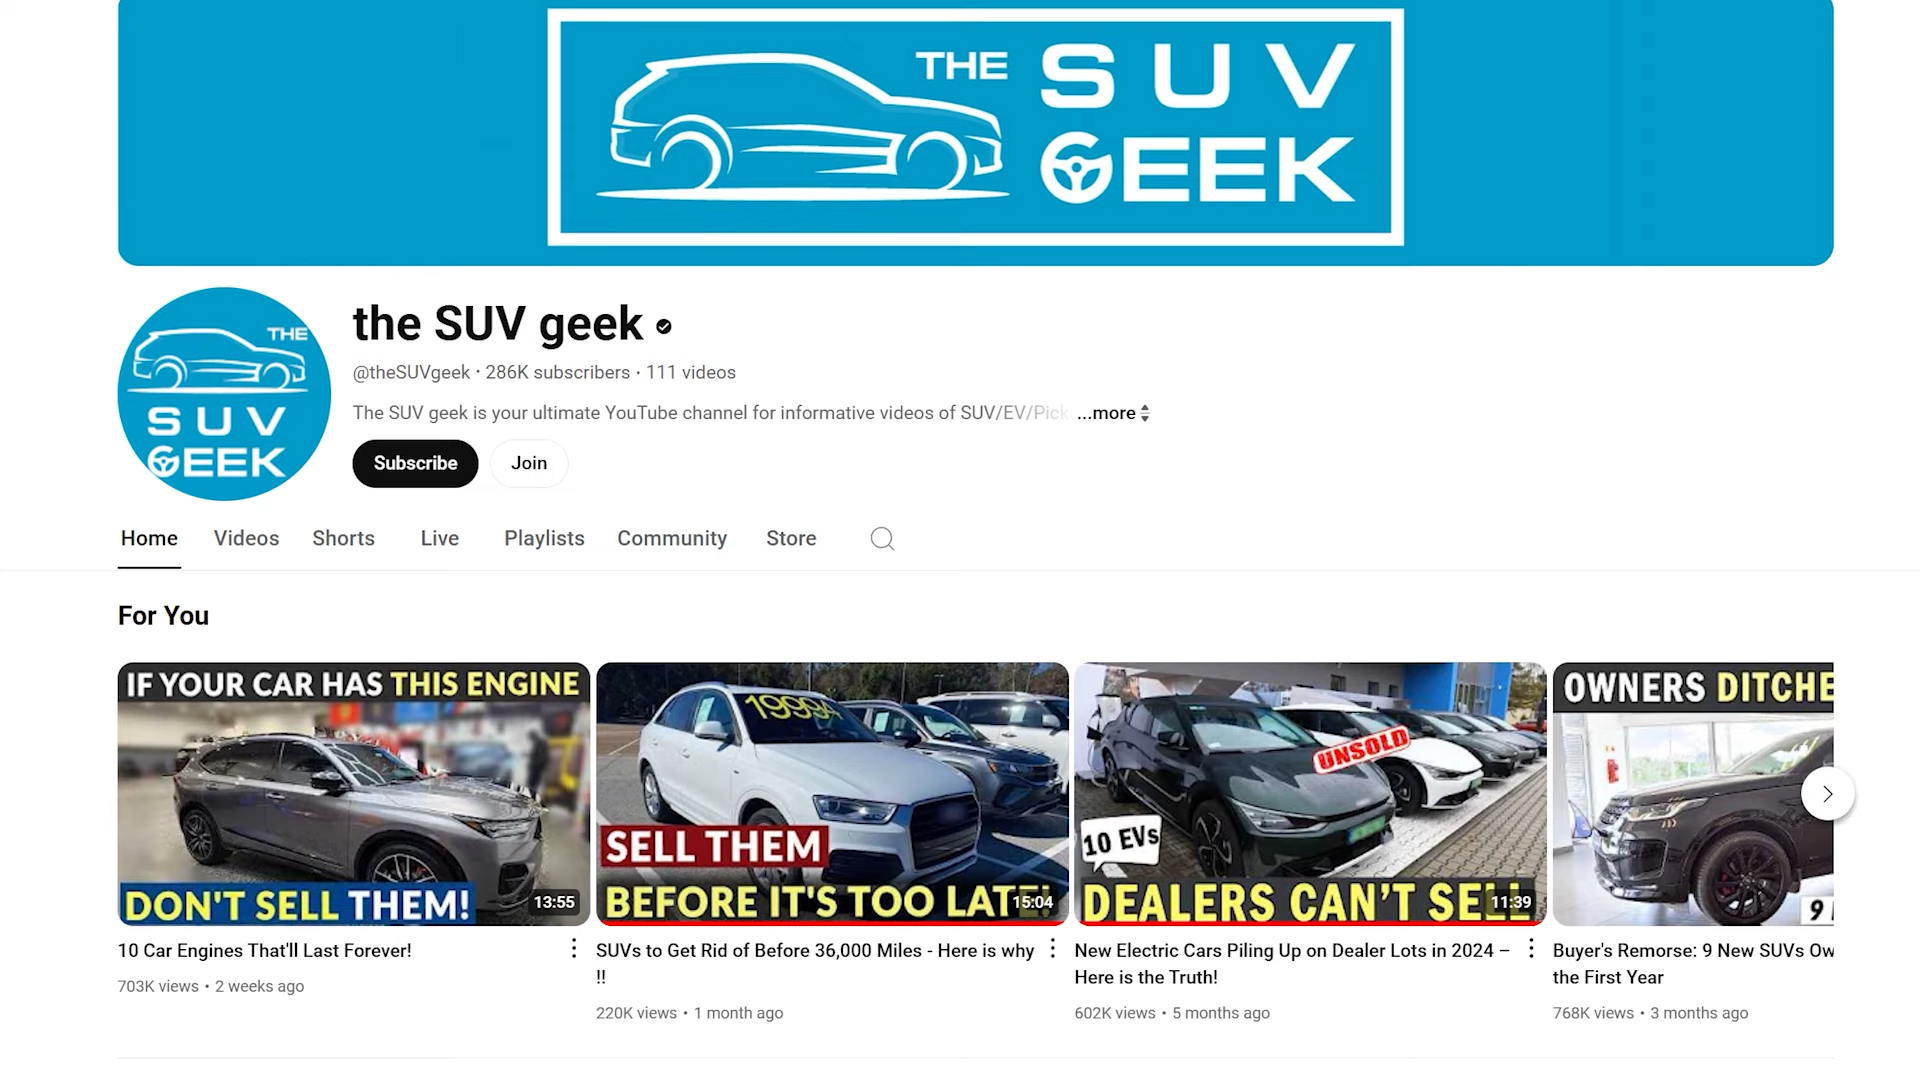 THE SUV
GEEK
THE
SUV
GEEK
the SUV geek
@theSUVgeek • 286K subscribers • 111 videos
The SUV geek is your ultimate YouTube channel for informative videos of SUV/EV/Pick ...more
Subscribe
Join
Home Videos Shorts Live Playlists Community Store
For You
IF YOUR CAR HAS THIS ENGINE
DON'T SELL THEM!
13:55
1999
SELL THEM
BEFORE IT'S TOO LATE!
15:04
UNSOLD
10 EVs
DEALERS CAN'T SELL
11:39
OWNERS DITCHE
9
10 Car Engines That'll Last Forever!
703K views • 2 weeks ago
SUVs to Get Rid of Before 36,000 Miles - Here is why
!!
220K views • 1 month ago
New Electric Cars Piling Up on Dealer Lots in 2024 –
Here is the Truth!
602K views • 5 months ago
Buyer's Remorse: 9 New SUVs Ow
the First Year
768K views • 3 months ago